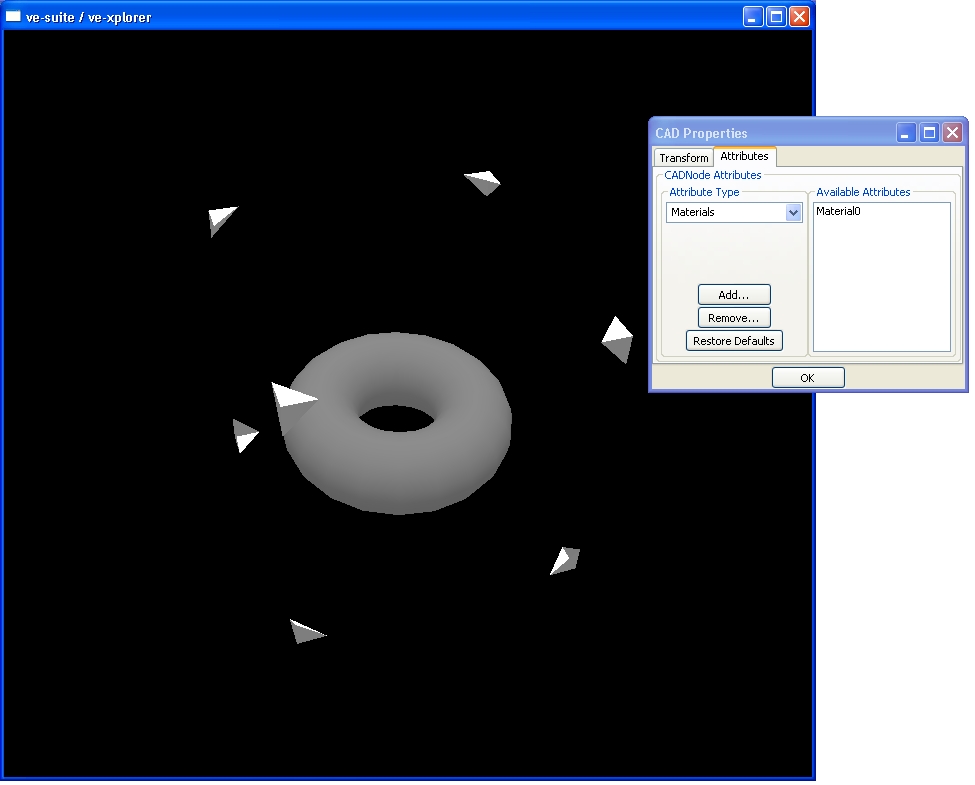 ve-suite / ve-xplorer
CAD Properties
Transform
Attributes
CADNode Attributes
Attribute Type
Available Attributes
Materials
Material0
Add...
Remove...
Restore Defaults
OK